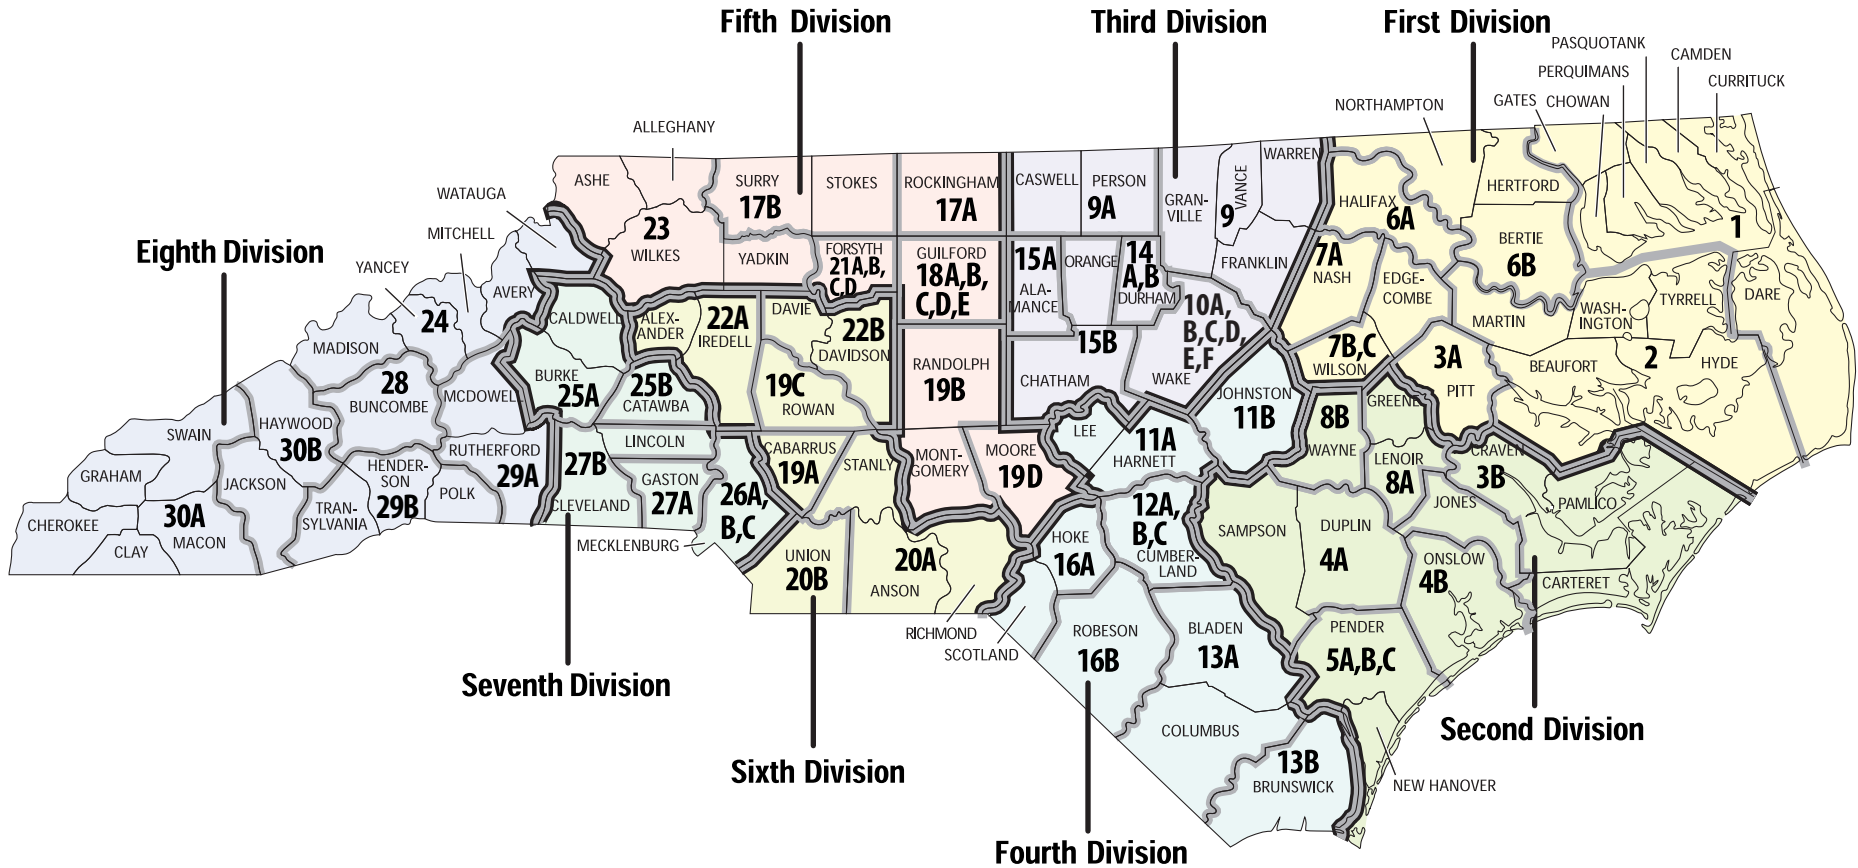 Fifth Division
Third Division
First Division
PASQUOTANK
CAMDEN
PERQUIMANS
CURRITUCK
NORTHAMPTON
GATES
CHOWAN
ALLEGHANY
WARREN
ASHE
SURRY
17B
STOKES
ROCKINGHAM
17A
CASWELL
PERSON
9A
GRAN-
VILLE
VANCE
9
HERTFORD
HALIFAX
6A
WATAUGA
23
WILKES
MITCHELL
Eighth Division
YADKIN
FORSYTH
21A,B,
C,D
GUILFORD
18A,B,
C,D,E
15A
ALA-
MANCE
ORANGE
14
A,B
DURHAM
FRANKLIN
7A
NASH
BERTIE
6B
1
YANCEY
AVERY
24
EDGE-
COMBE
WASH-
INGTON
TYRRELL
DARE
CALDWELL
ALEX-
ANDER
22A
IREDELL
DAVIE
22B
DAVIDSON
10A,
B,C,D,
E,F
WAKE
MARTIN
MADISON
15B
CHATHAM
7B,C
WILSON
3A
PITT
BEAUFORT
2
HYDE
RANDOLPH
19B
BURKE
25A
25B
CATAWBA
19C
ROWAN
28
BUNCOMBE
MCDOWELL
JOHNSTON
11B
GREENE
8B
WAYNE
SWAIN
HAYWOOD
30B
RUTHERFORD
29A
LINCOLN
27B
CLEVELAND
CABARRUS
19A
STANLY
MONT-
GOMERY
MOORE
19D
LEE
11A
HARNETT
LENOIR
8A
CRAVEN
3B
GRAHAM
JACKSON
HENDER-
SON
29B
POLK
GASTON
27A
26A,
B,C
12A,
B,C
CUMBER-
LAND
JONES
PAMLICO
CHEROKEE
30A
MACON
CLAY
TRAN-
SYLVANIA
MECKLENBURG
HOKE
16A
SAMPSON
DUPLIN
4A
ONSLOW
4B
CARTERET
UNION
20B
20A
ANSON
RICHMOND
SCOTLAND
ROBESON
16B
BLADEN
13A
PENDER
5A,B,C
Seventh Division
Second Division
COLUMBUS
Sixth Division
13B
BRUNSWICK
NEW HANOVER
Fourth Division